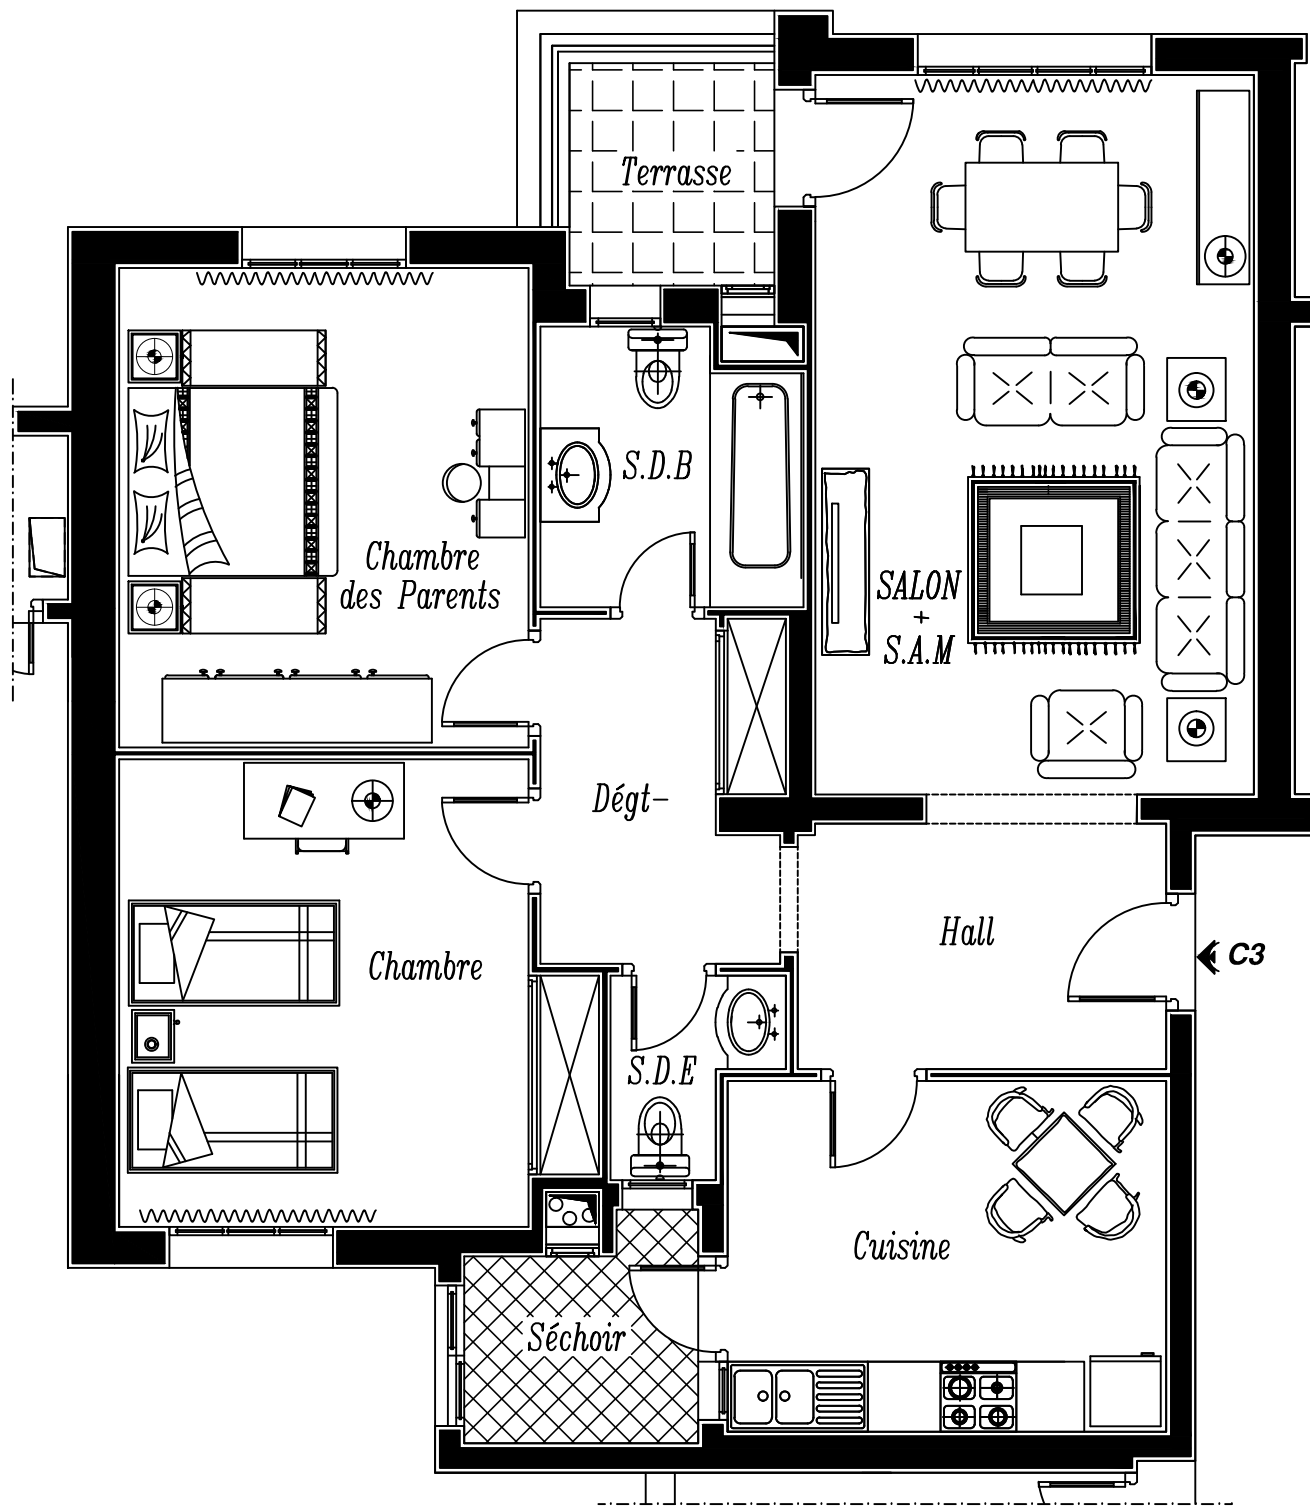 Terrasse
S.D.B
Chambre
des Parents
SALON
+
S.A.M
Dégt-
Hall
C3
Chambre
S.D.E
Cuisine
Séchoir